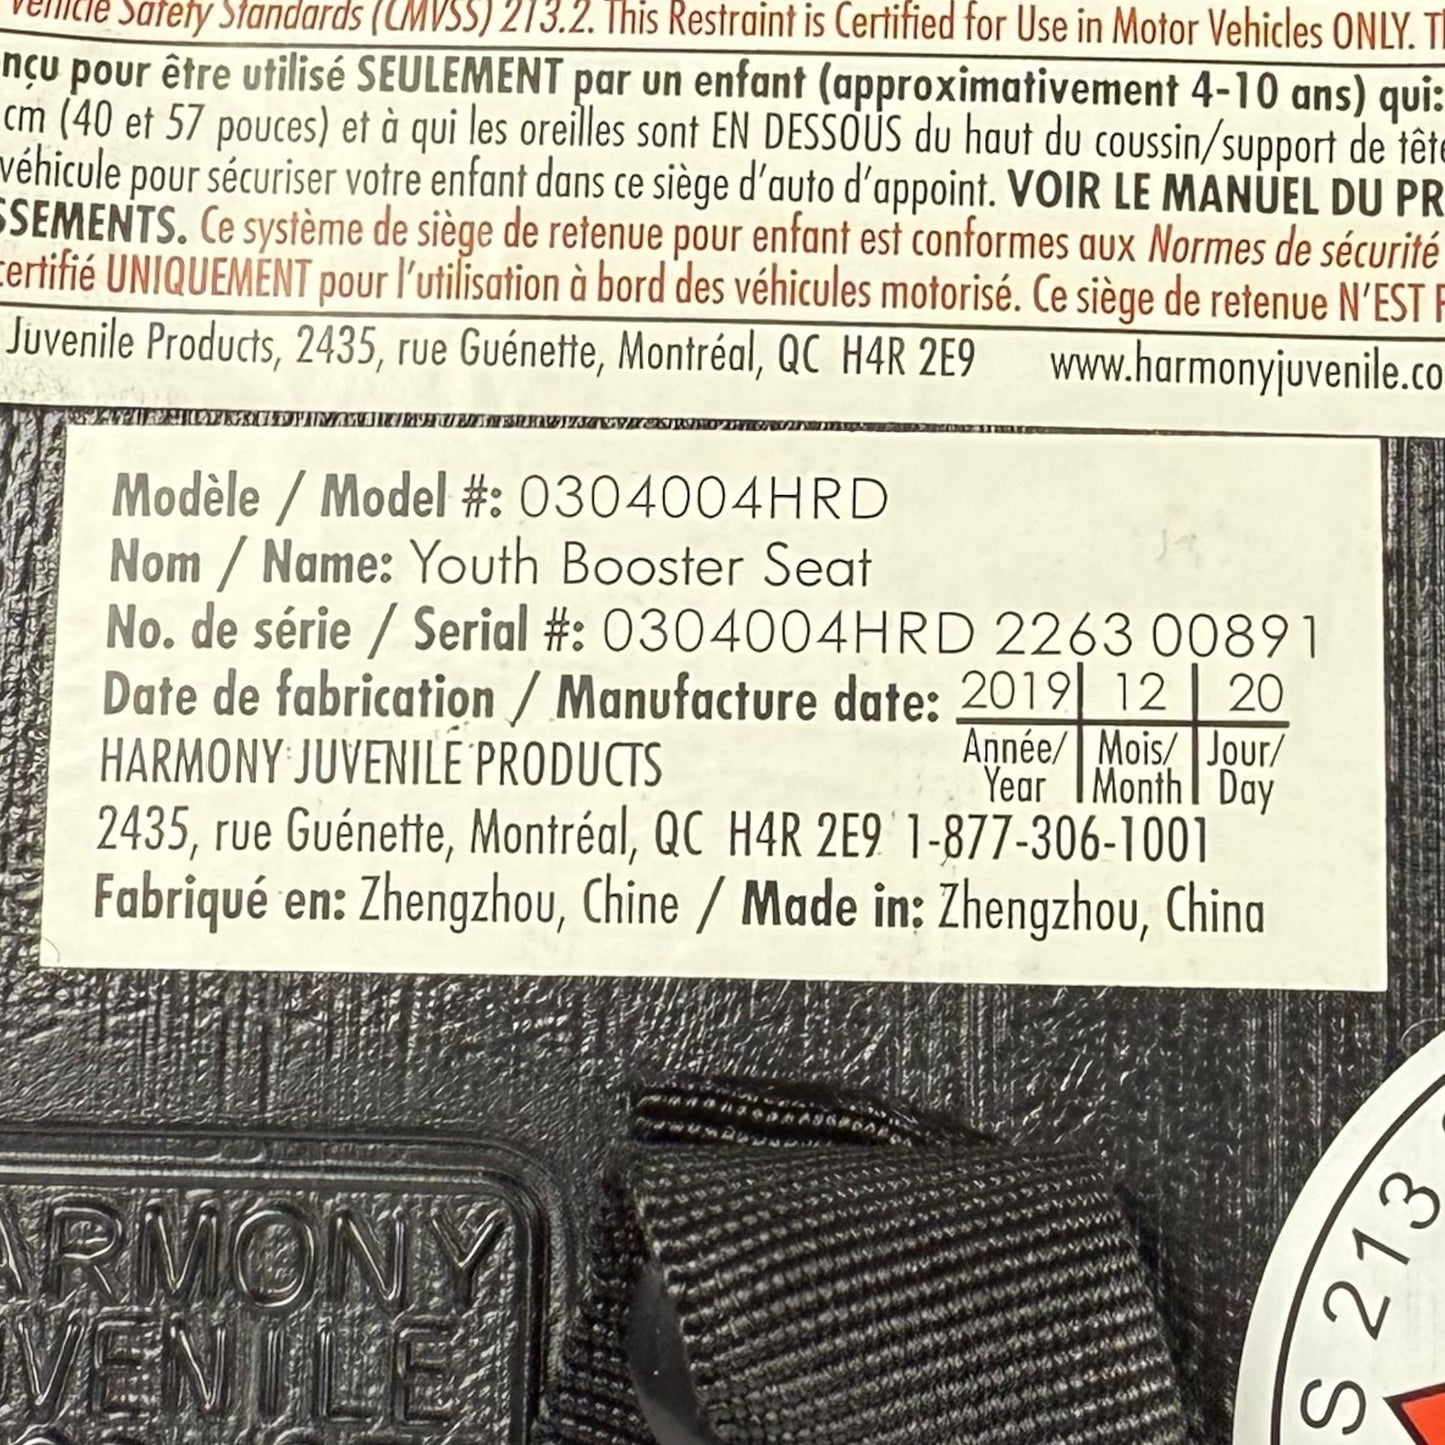 Vehicle Safety Standards (CMVSS) 213.2. This Restraint is Certified for Use in Motor Vehicles ONLY.
pour être utilisé SEULEMENT par un enfant (approximativement 4-10 ans) qui:
cm (40 et 57 pouces) et à qui les oreilles sont EN DESSOUS du haut du coussin/support de
véhicule pour sécuriser votre enfant dans ce siège d'auto d'appoint. VOIR LE MANUEL DU
SSEMENTS. Ce système de siège de retenue pour enfant est conformes aux Normes de sécurité
certifié UNIQUEMENT pour l'utilisation à bord des véhicules motorisé. Ce siège de retenue N'EST
Juvenile Products, 2435, rue Guénette, Montréal, QC H4R 2E9 www.harmonyjuvenile.co
Modèle / Model #: 0304004HRD
Nom / Name: Youth Booster Seat
No. de série / Serial #: 0304004HRD 2263 00891
Date de fabrication / Manufacture date: 2019 12 20
Année/ Mois/ Jour/
Year Month Day
HARMONY JUVENILE PRODUCTS
2435, rue Guénette, Montréal, QC H4R 2E9 1-877-306-1001
Fabriqué en: Zhengzhou, Chine / Made in: Zhengzhou, China
ARMONY
VENILE
S 213